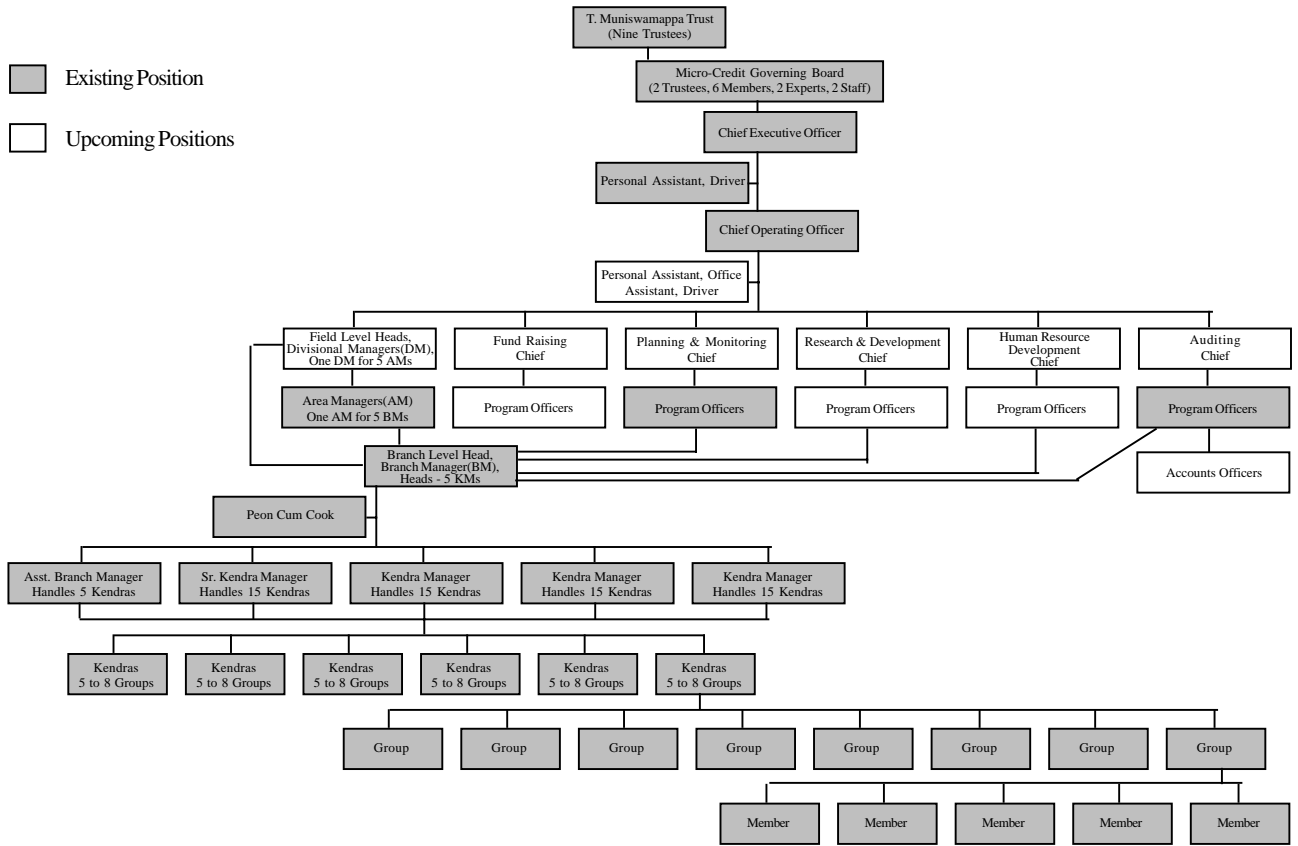 T. Muniswamappa Trust
(Nine Trustees)
Existing Position
Micro-Credit Governing Board
(2 Trustees, 6 Members, 2 Experts, 2 Staff)
Upcoming Positions
Chief Executive Officer
Personal Assistant, Driver
Chief Operating Officer
Personal Assistant, Office
Assistant, Driver
Field Level Heads,
Divisional Managers(DM),
One DM for 5 AMs
Fund Raising
Chief
Planning & Monitoring
Chief
Research & Development
Chief
Human Resource
Development
Chief
Auditing
Chief
Area Managers(AM)
One AM for 5 BMs
Program Officers
Program Officers
Program Officers
Program Officers
Program Officers
Branch Level Head,
Branch Manager(BM),
Heads - 5 KMs
Accounts Officers
Peon Cum Cook
Asst. Branch Manager
Handles 5 Kendras
Sr. Kendra Manager
Handles 15 Kendras
Kendra Manager
Handles 15 Kendras
Kendra Manager
Handles 15 Kendras
Kendra Manager
Handles 15 Kendras
Kendras
5 to 8 Groups
Kendras
5 to 8 Groups
Kendras
5 to 8 Groups
Kendras
5 to 8 Groups
Kendras
5 to 8 Groups
Kendras
5 to 8 Groups
Group
Group
Group
Group
Group
Group
Group
Group
Member
Member
Member
Member
Member